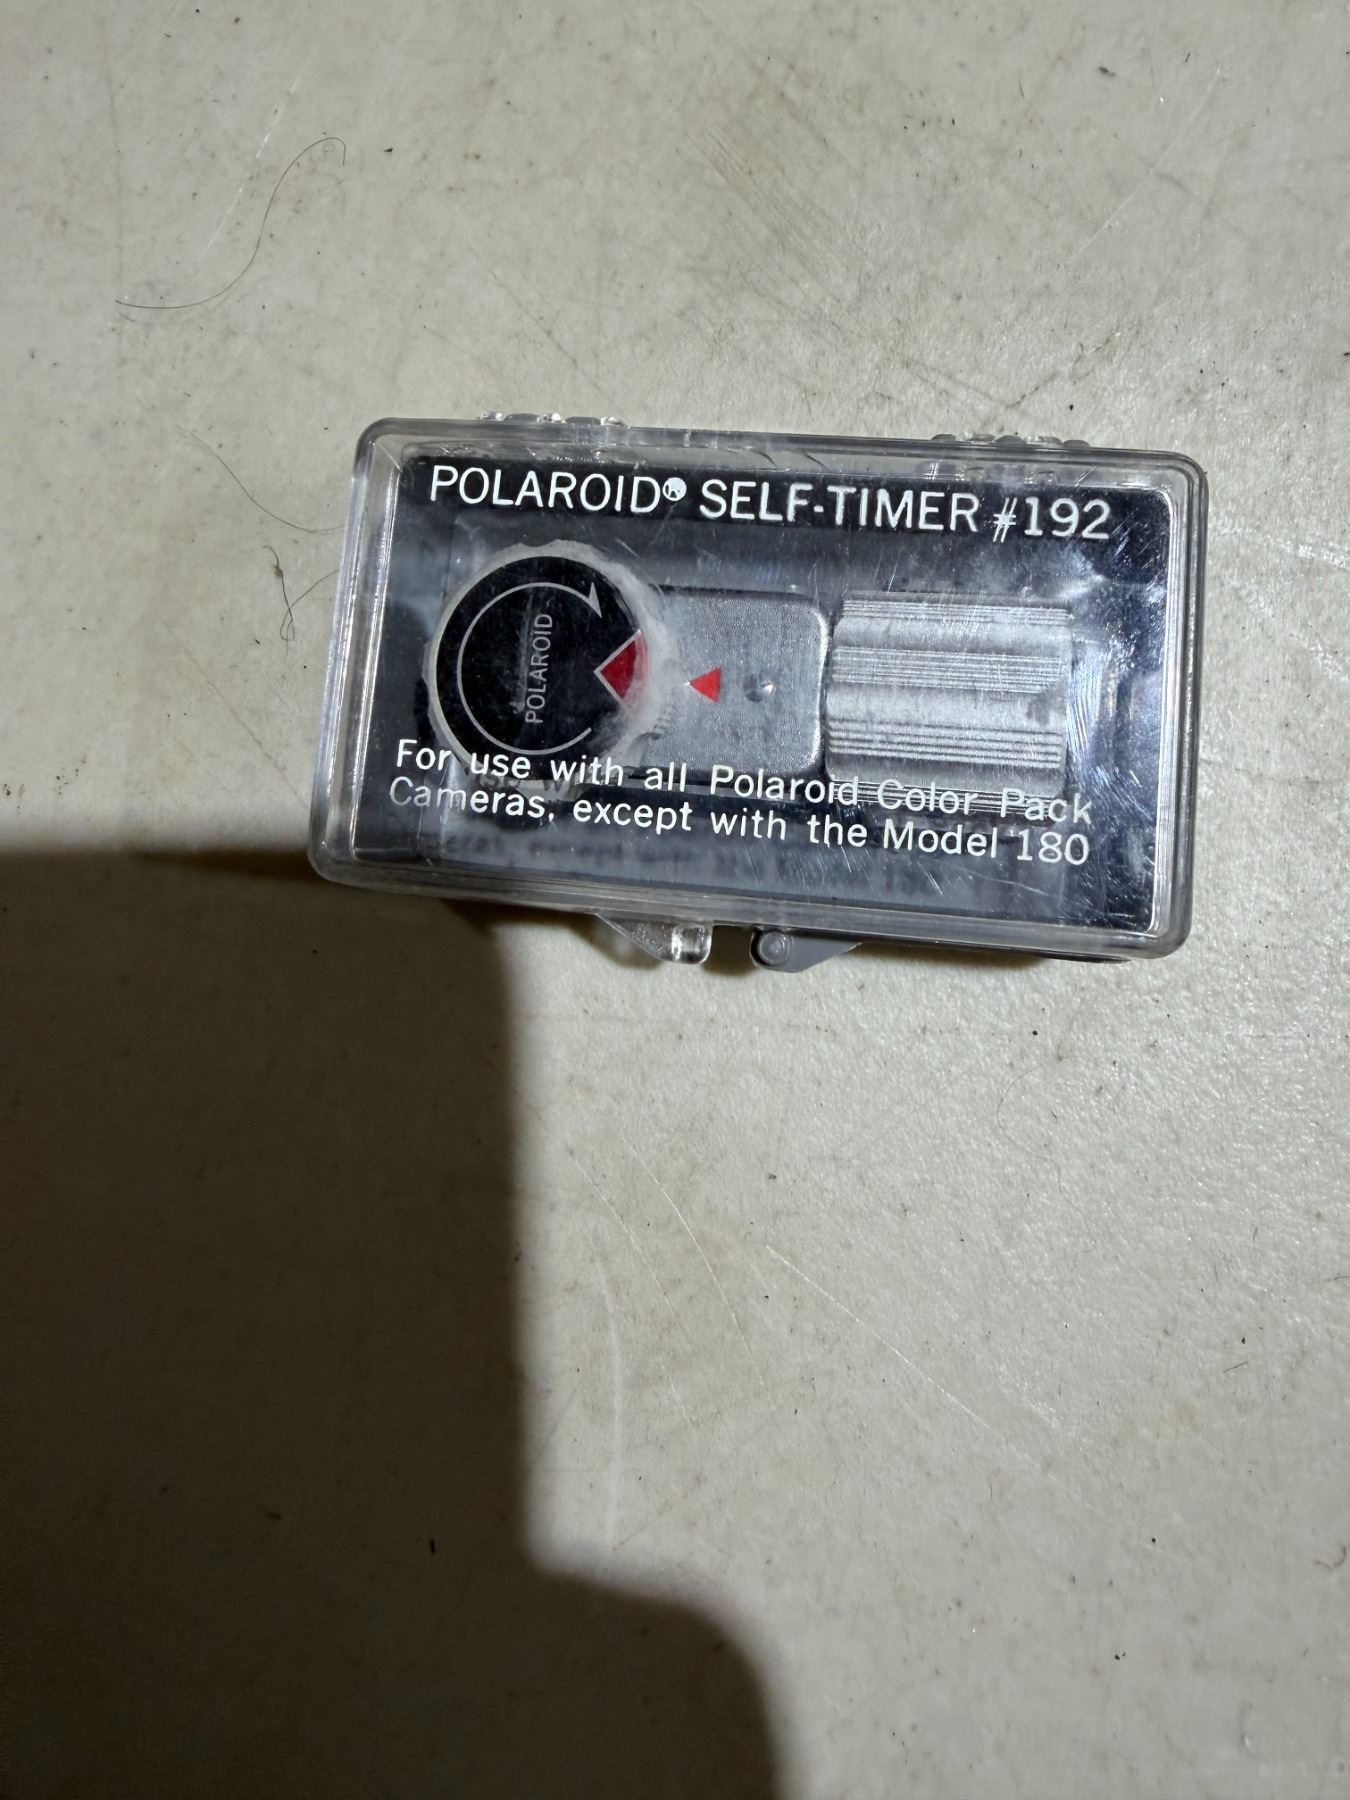 POLAROID® SELF-TIMER #192
POLAROID
For use with all Polaroid Color Pack
Cameras, except with the Model 180